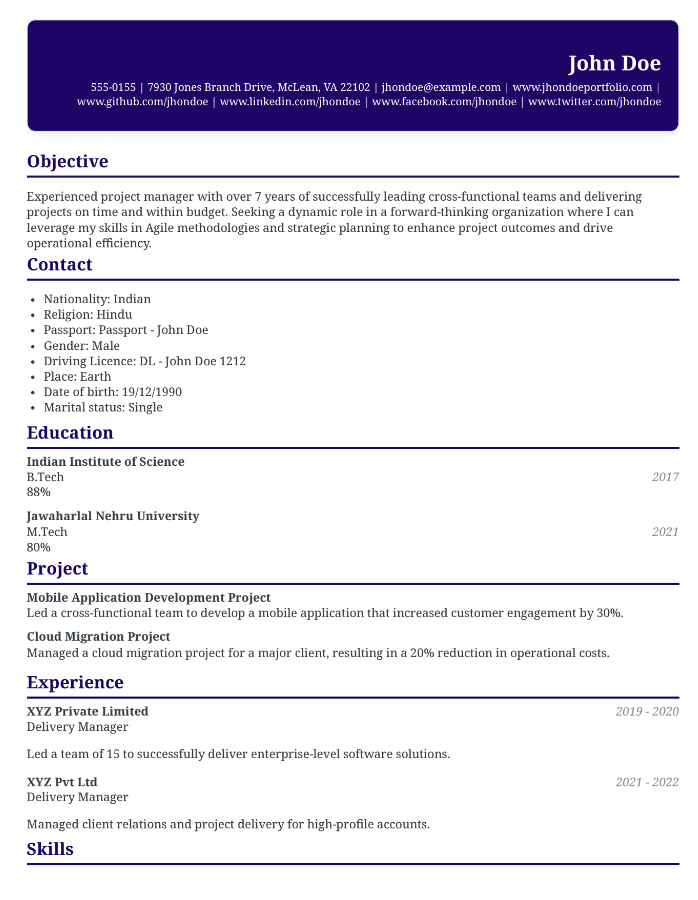 John Doe
555-0155 | 7930 Jones Branch Drive, McLean, VA 22102 | jhondoe@example.com | www.jhondoeportfolio.com |
www.github.com/jhondoe | www.linkedin.com/jhondoe | www.facebook.com/jhondoe | www.twitter.com/jhondoe
Objective
Experienced project manager with over 7 years of successfully leading cross-functional teams and delivering
projects on time and within budget. Seeking a dynamic role in a forward-thinking organization where I can
leverage my skills in Agile methodologies and strategic planning to enhance project outcomes and drive
operational efficiency.
Contact
• Nationality: Indian
• Religion: Hindu
• Passport: Passport - John Doe
• Gender: Male
• Driving Licence: DL - John Doe 1212
• Place: Earth
• Date of birth: 19/12/1990
• Marital status: Single
Education
Indian Institute of Science
B.Tech 2017
88%
Jawaharlal Nehru University
M.Tech 2021
80%
Project
Mobile Application Development Project
Led a cross-functional team to develop a mobile application that increased customer engagement by 30%.
Cloud Migration Project
Managed a cloud migration project for a major client, resulting in a 20% reduction in operational costs.
Experience
XYZ Private Limited 2019 - 2020
Delivery Manager
Led a team of 15 to successfully deliver enterprise-level software solutions.
XYZ Pvt Ltd 2021 - 2022
Delivery Manager
Managed client relations and project delivery for high-profile accounts.
Skills